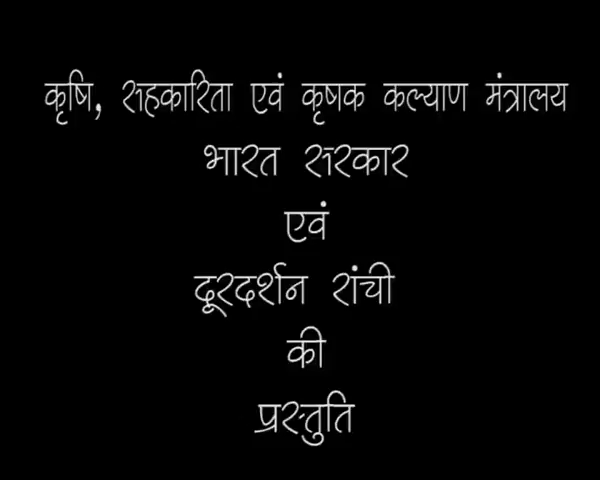 कृषि, सहकारिता एवं कृषक कल्याण मंत्रालय
भारत सरकार
एवं
दूरदर्शन रांची
की
प्रस्तुति